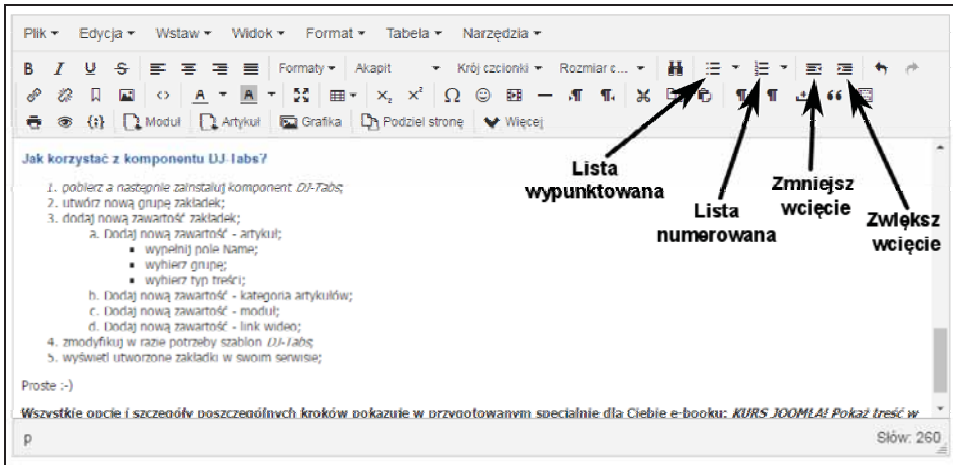 Plik Edycja Wstaw Widok Format Tabela Narzędzia
B I U S Formaty Akapit Krój czcionki Rozmiar c...
Moduł Artykuł Grafika Podziel stronę Więcej
Jak korzystać z komponentu DJ-Tabs?
1. pobierz a następnie zainstaluj komponent DJ-Tabs;
2. utwórz nową grupę zakładek;
3. dodaj nową zawartość zakładek;
a. Dodaj nową zawartość - artykuł;
▪ wypełnij pole Name;
▪ wybierz grupę;
▪ wybierz typ treści;
b. Dodaj nową zawartość - kategoria artykułów;
c. Dodaj nową zawartość - moduł;
d. Dodaj nową zawartość - link wideo;
4. zmodyfikuj w razie potrzeby szablon DJ-Tabs;
5. wyświetl utworzone zakładki w swoim serwisie;
Proste :-)
Wszystkie opcje i szczegóły poszczególnych kroków pokazuje w przygotowanym specjalnie dla Ciebie e-booku: KURS JOOMLA! Pokaż treść w
p
Słów: 260
Lista
wypunktowana
Lista
numerowana
Zmniejsz
wcięcie
Zwiększ
wcięcie